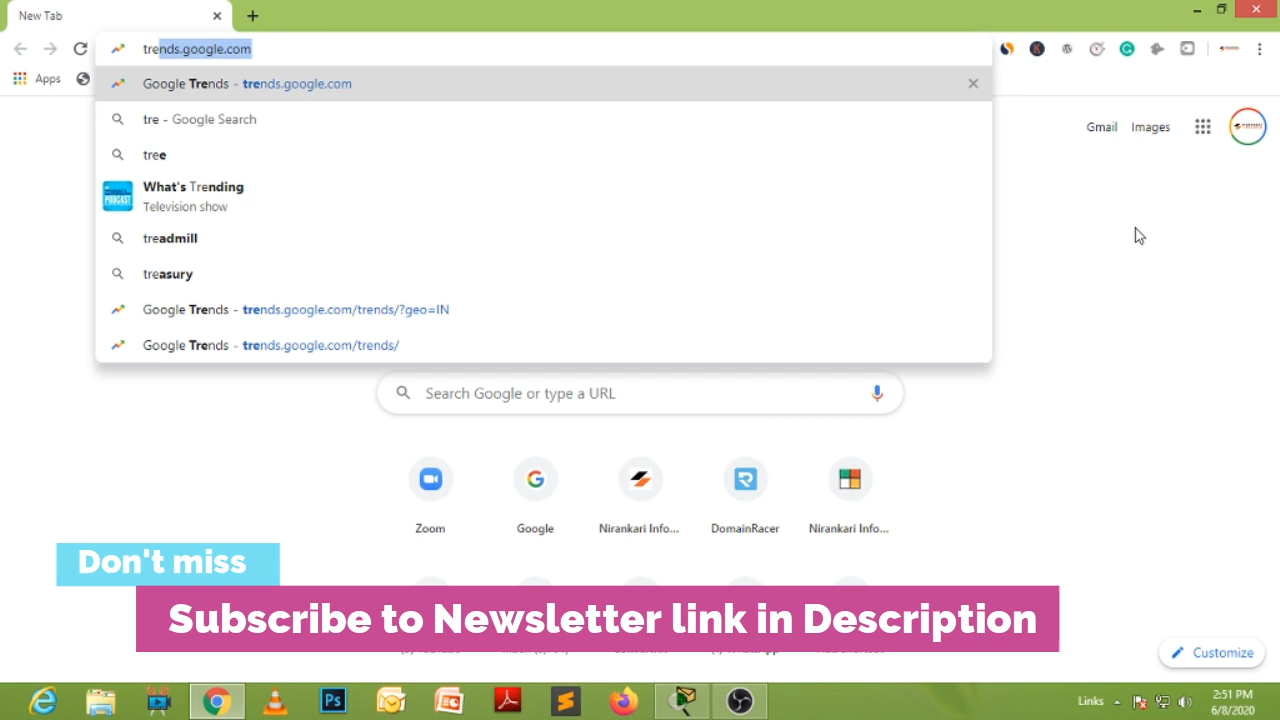 New Tab
trends.google.com
Apps
Google Trends - trends.google.com
tre - Google Search
tree
What's Trending
Television show
PODCAST
treadmill
treasury
Google Trends - trends.google.com/trends/?geo=IN
Google Trends - trends.google.com/trends/
Gmail Images
Search Google or type a URL
Zoom Google Nirankari Info... DomainRacer Nirankari Info...
Don't miss
Subscribe to Newsletter link in Description
Customize
Ps
Links
2:51 PM
6/8/2020